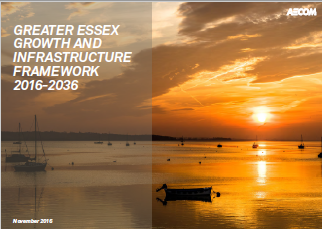 AECOM
GREATER ESSEX
GROWTH AND
INFRASTRUCTURE
FRAMEWORK
2016-2036
November 2016